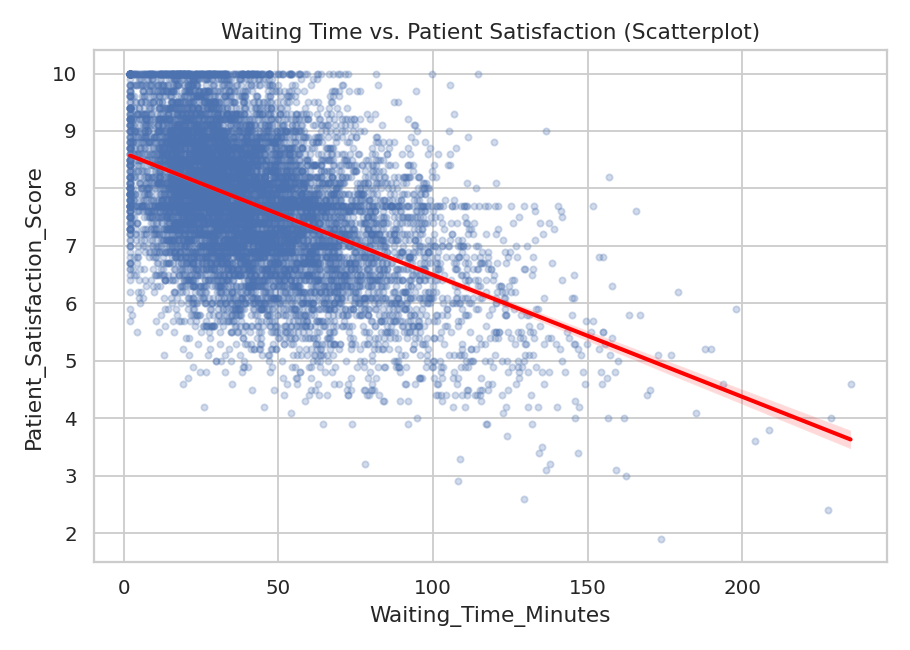 Waiting Time vs. Patient Satisfaction (Scatterplot)
Patient_Satisfaction_Score
10
9
8
7
6
5
4
3
2
0 50 100 150 200
Waiting_Time_Minutes